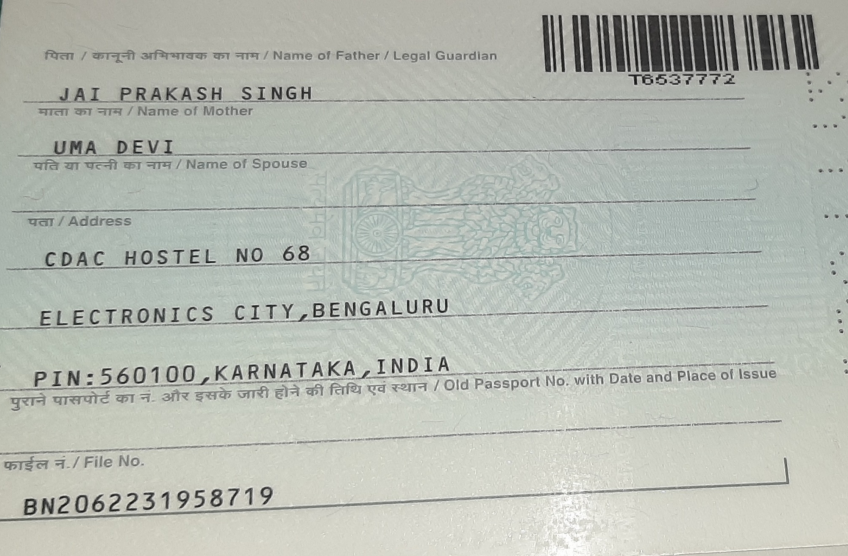 पिता / कानूनी अभिभावक का नाम / Name of Father / Legal Guardian
T6537772
JAI PRAKASH SINGH
माता का नाम / Name of Mother
UMA DEVI
पति या पत्नी का नाम / Name of Spouse
पता / Address
CDAC HOSTEL NO 68
ELECTRONICS CITY,BENGALURU
PIN:560100,KARNATAKA,INDIA
पुराने पासपोर्ट का नं. और इसके जारी होने की तिथि एवं स्थान / Old Passport No. with Date and Place of Issue
फाईल नं./ File No.
BN2062231958719